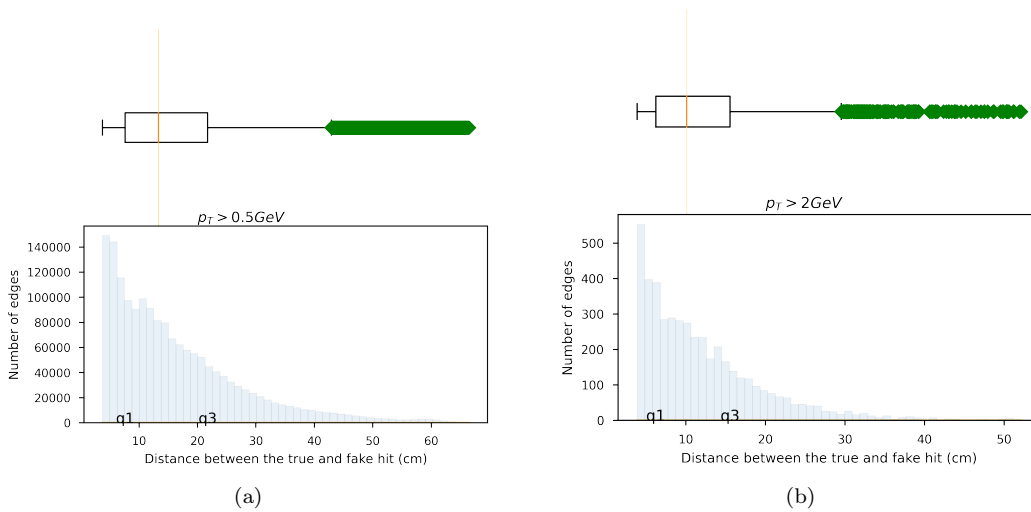 p_T > 0.5GeV
Number of edges
140000
120000
100000
80000
60000
40000
20000
0
q1 q3
10 20 30 40 50 60
Distance between the true and fake hit (cm)
(a)
p_T > 2GeV
Number of edges
500
400
300
200
100
0
q1 q3
10 20 30 40 50
Distance between the true and fake hit (cm)
(b)